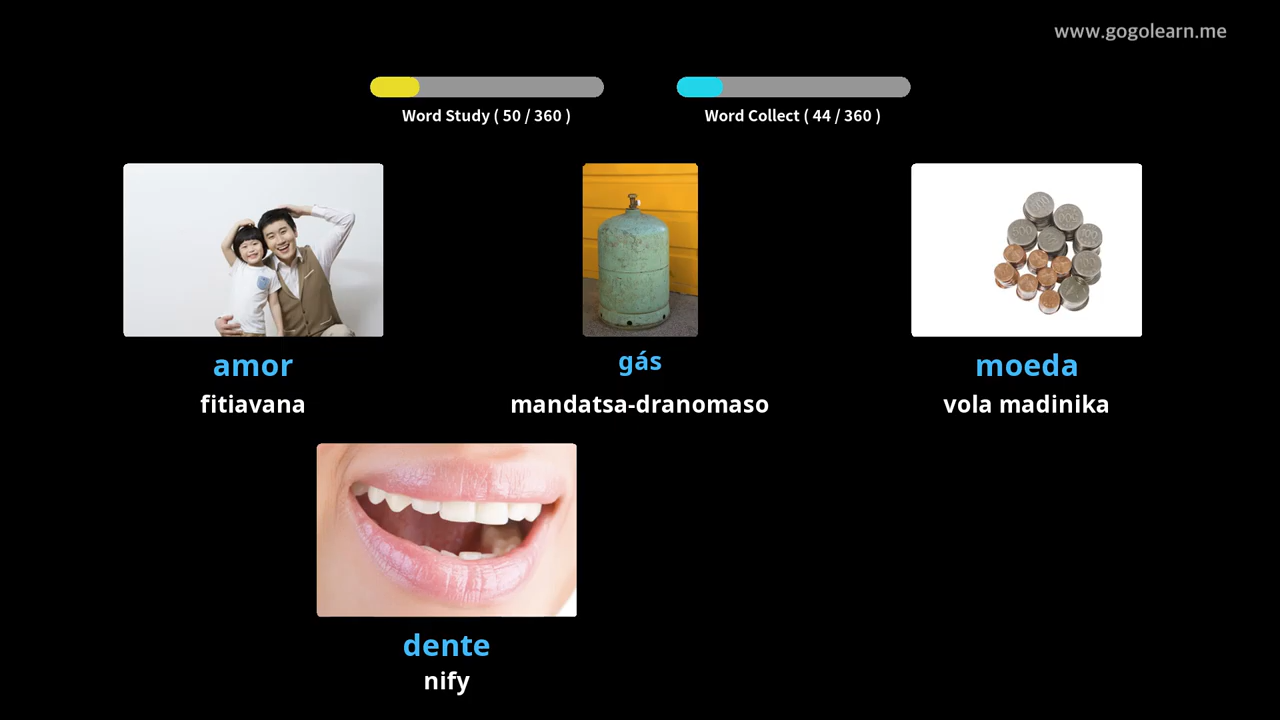 www.gogolearn.me
Word Study ( 50 / 360 )
Word Collect ( 44 / 360 )
amor
fitiavana
gás
mandatsa-dranomaso
moeda
vola madinika
dente
nify